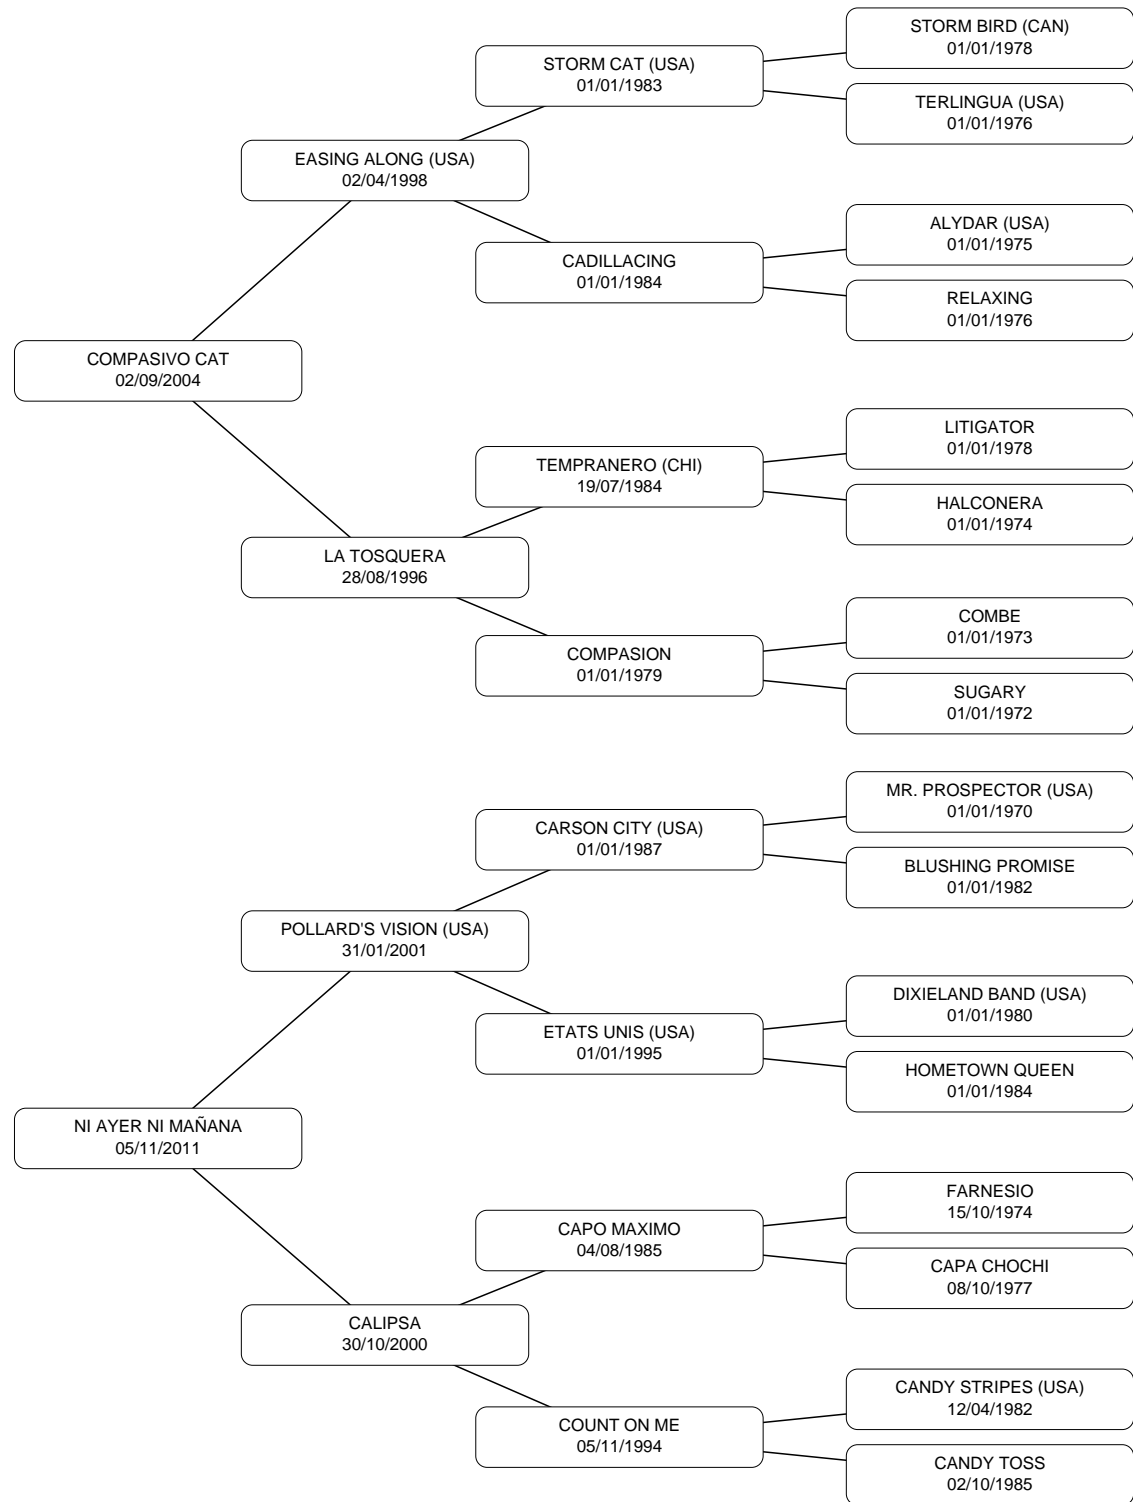 STORM BIRD (CAN)
01/01/1978
STORM CAT (USA)
01/01/1983
TERLINGUA (USA)
01/01/1976
EASING ALONG (USA)
02/04/1998
ALYDAR (USA)
01/01/1975
CADILLACING
01/01/1984
RELAXING
01/01/1976
COMPASIVO CAT
02/09/2004
LITIGATOR
01/01/1978
TEMPRANERO (CHI)
19/07/1984
HALCONERA
01/01/1974
LA TOSQUERA
28/08/1996
COMBE
01/01/1973
COMPASION
01/01/1979
SUGARY
01/01/1972
MR. PROSPECTOR (USA)
01/01/1970
CARSON CITY (USA)
01/01/1987
BLUSHING PROMISE
01/01/1982
POLLARD'S VISION (USA)
31/01/2001
DIXIELAND BAND (USA)
01/01/1980
ETATS UNIS (USA)
01/01/1995
HOMETOWN QUEEN
01/01/1984
NI AYER NI MAÑANA
05/11/2011
FARNESIO
15/10/1974
CAPO MAXIMO
04/08/1985
CAPA CHOCHI
08/10/1977
CALIPSA
30/10/2000
CANDY STRIPES (USA)
12/04/1982
COUNT ON ME
05/11/1994
CANDY TOSS
02/10/1985